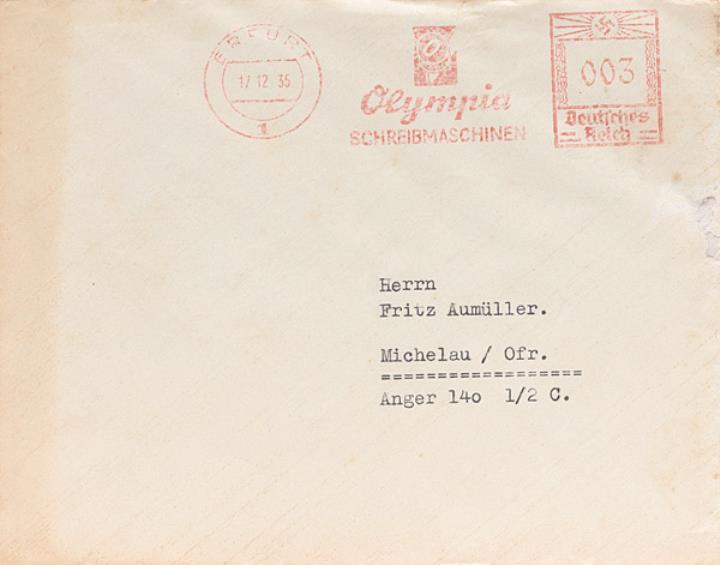 ERFURT
17.12.35
1
Olympia
SCHREIBMASCHINEN
003
Deutsches
Reich
Herrn
Fritz Aumüller.
Michelau / Ofr.
==================
Anger 14o 1/2 C.